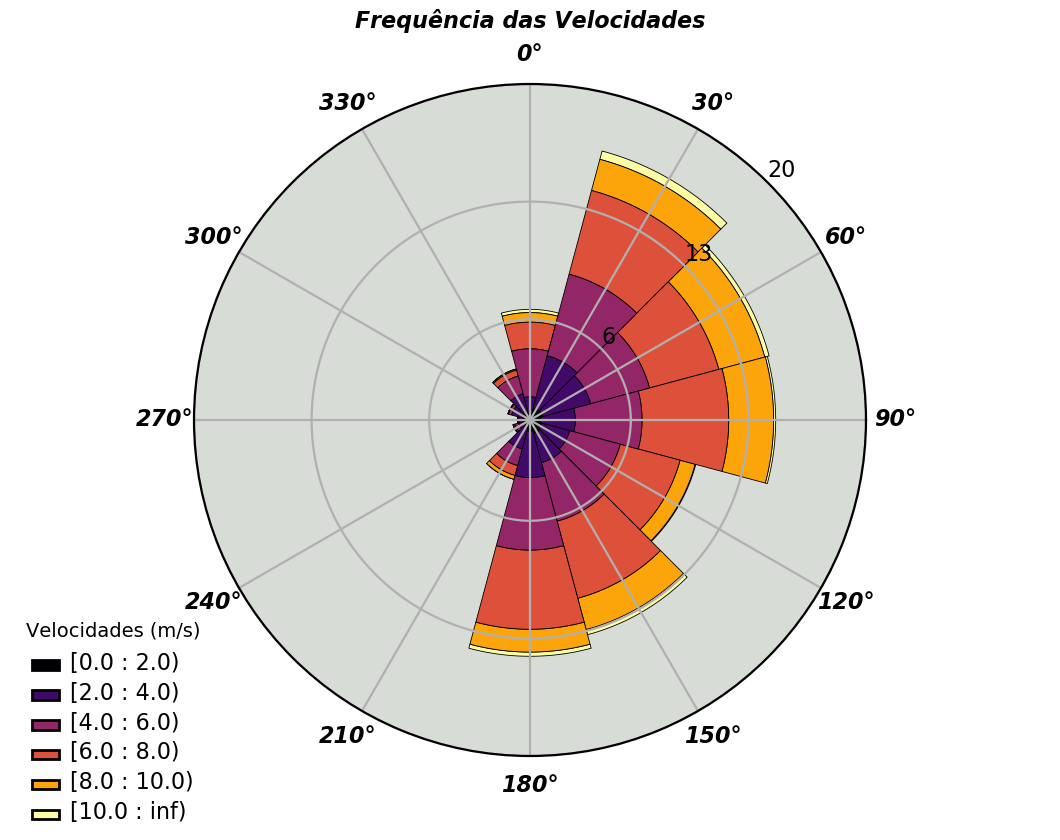 Frequência das Velocidades
0°
330°
30°
20
300°
60°
13
6
270°
90°
240°
120°
210°
150°
180°
Velocidades (m/s)
[0.0 : 2.0)
[2.0 : 4.0)
[4.0 : 6.0)
[6.0 : 8.0)
[8.0 : 10.0)
[10.0 : inf)